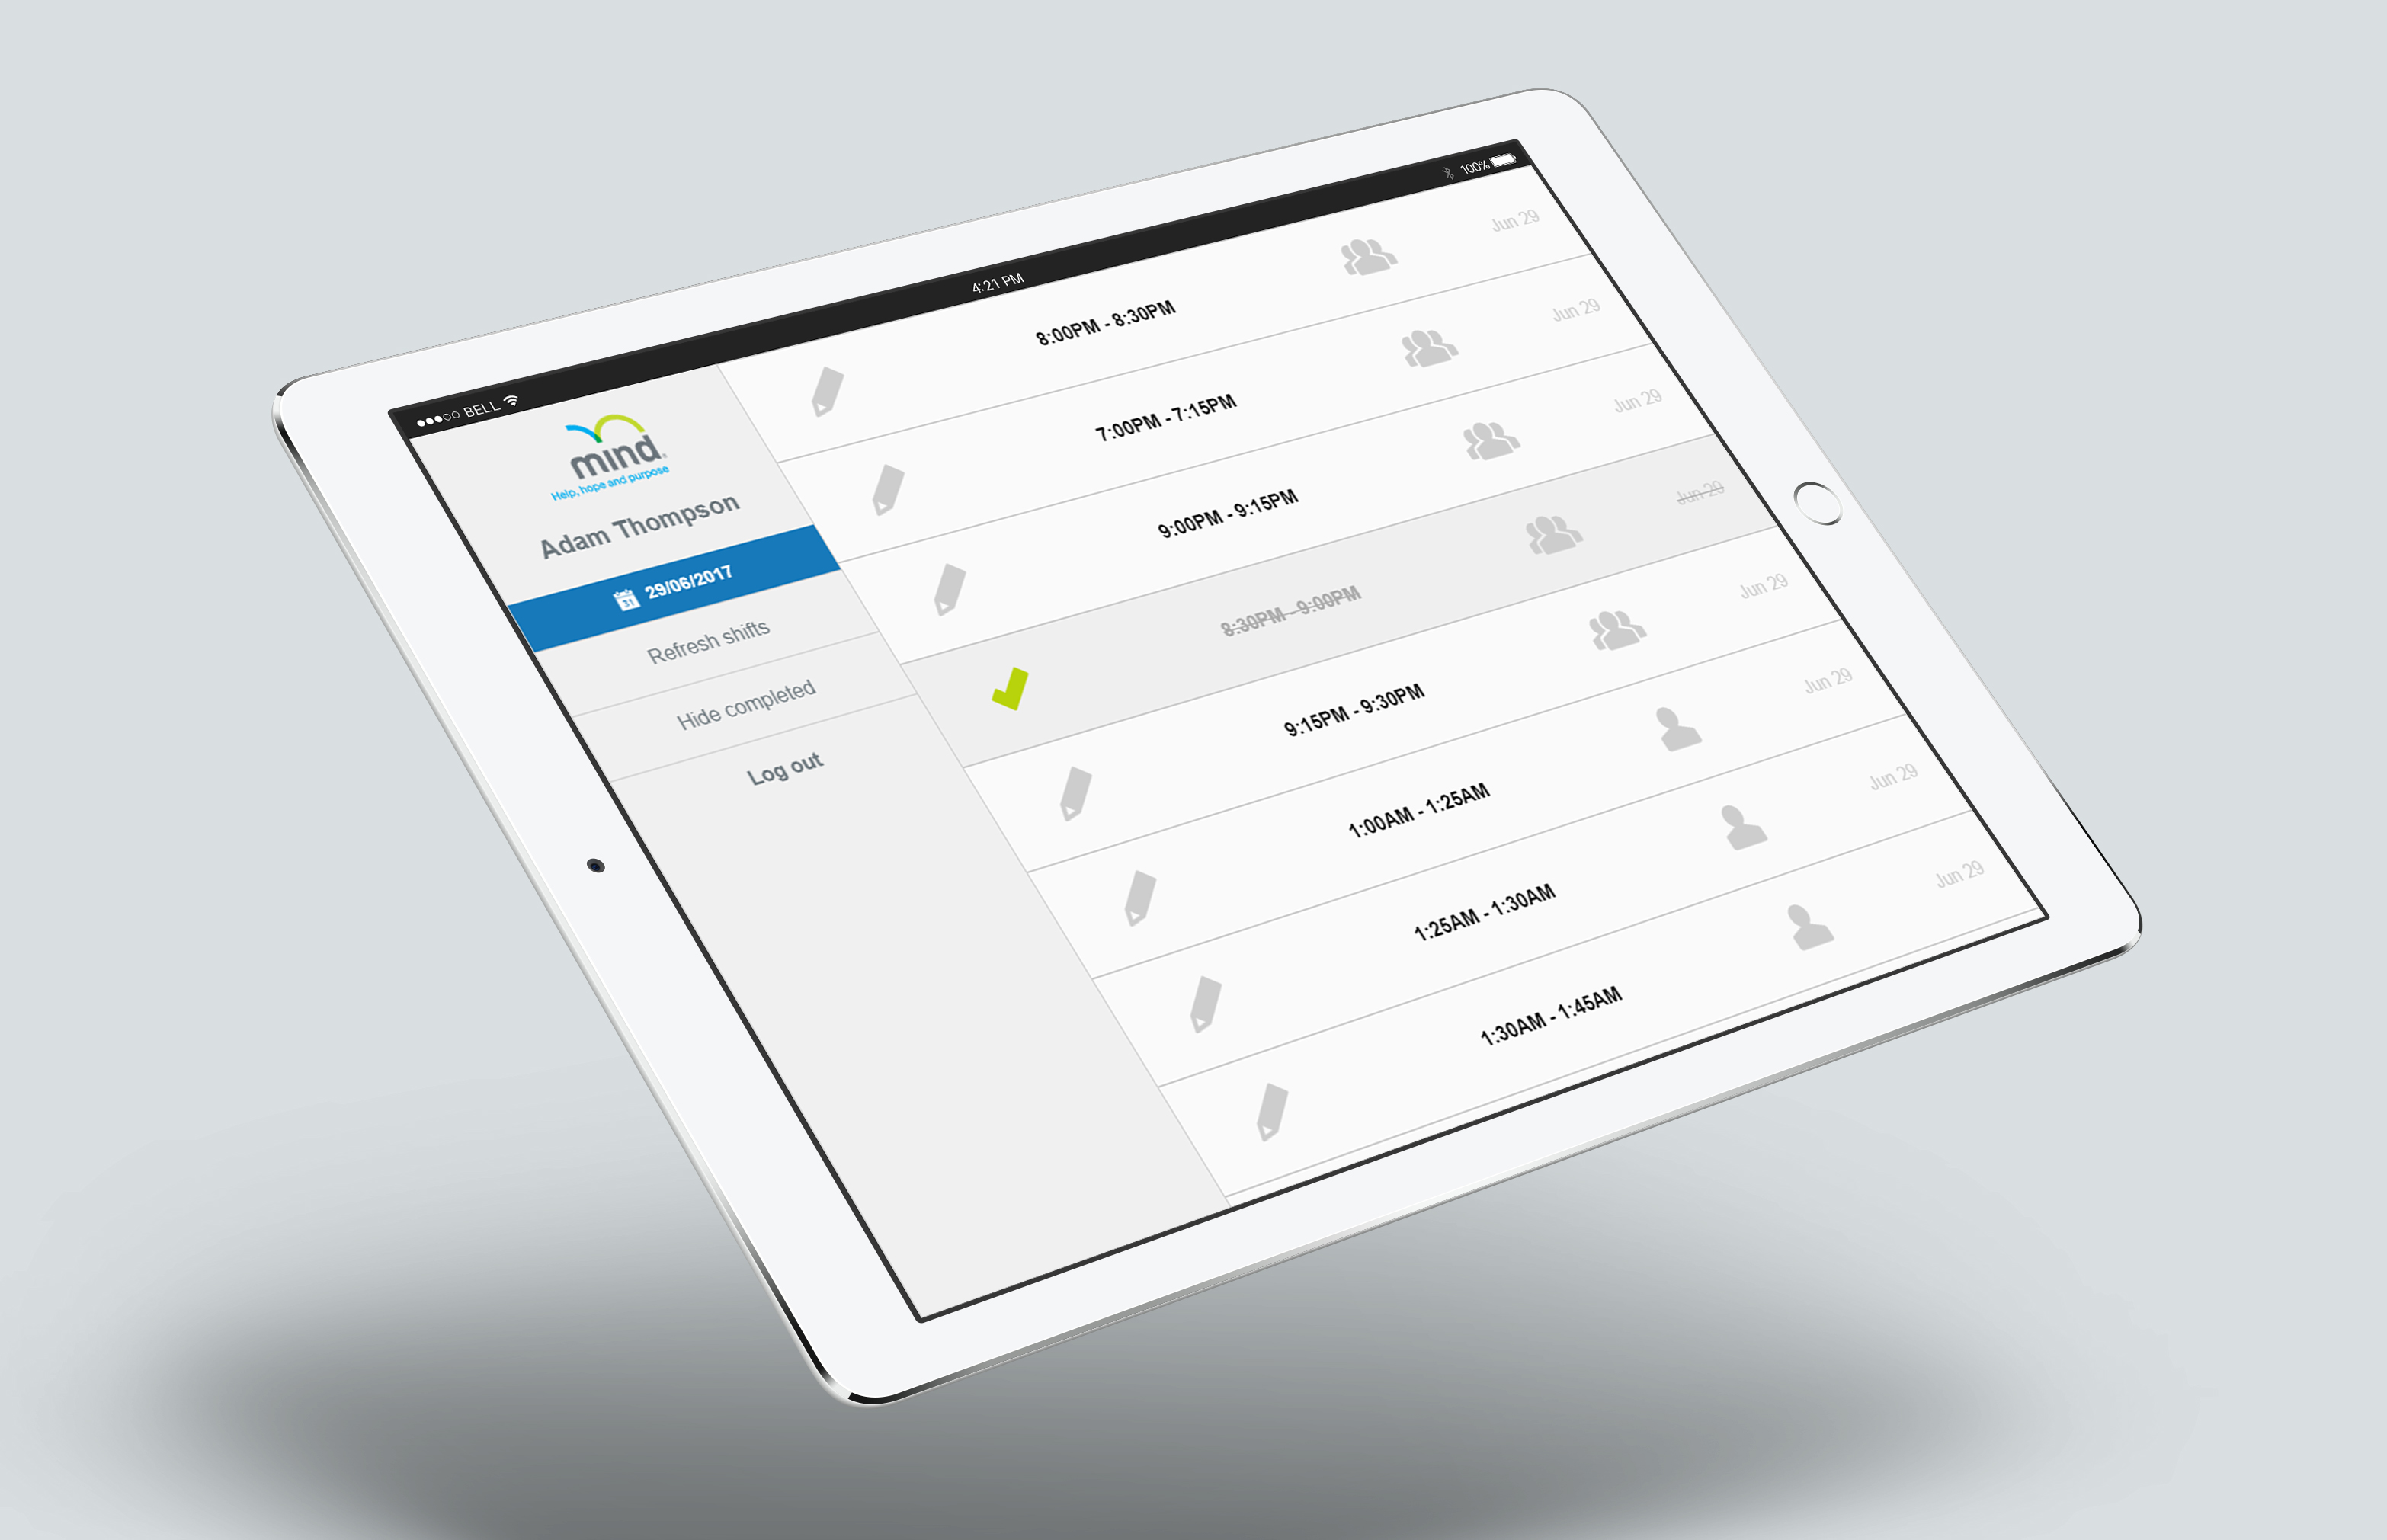 BELL
4:21 PM
100%
mind
Help, hope and purpose
Adam Thompson
31 29/06/2017
Refresh shifts
Hide completed
Log out
8:00PM - 8:30PM Jun 29
7:00PM - 7:15PM Jun 29
9:00PM - 9:15PM Jun 29
8:30PM - 9:00PM Jun 29
9:15PM - 9:30PM Jun 29
1:00AM - 1:25AM Jun 29
1:25AM - 1:30AM Jun 29
1:30AM - 1:45AM Jun 29